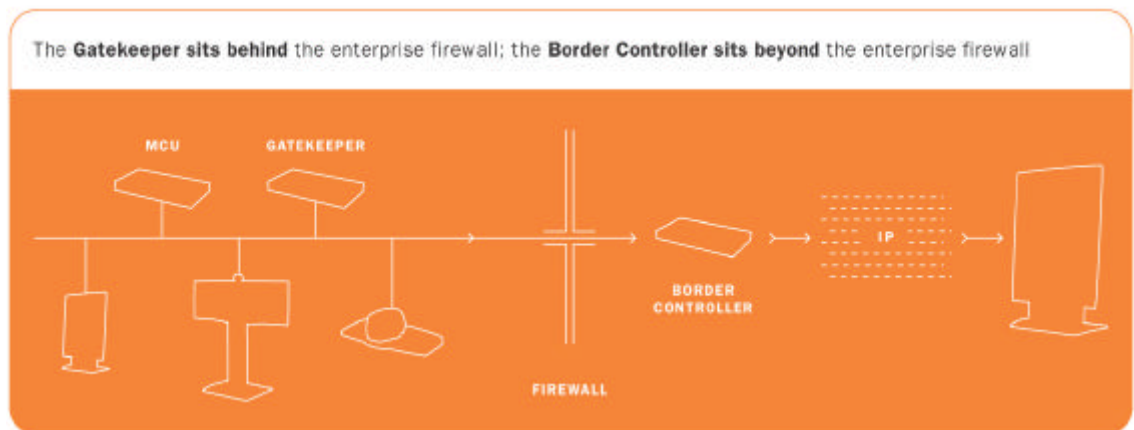 The Gatekeeper sits behind the enterprise firewall; the Border Controller sits beyond the enterprise firewall
MCU
GATEKEEPER
IP
BORDER
CONTROLLER
FIREWALL